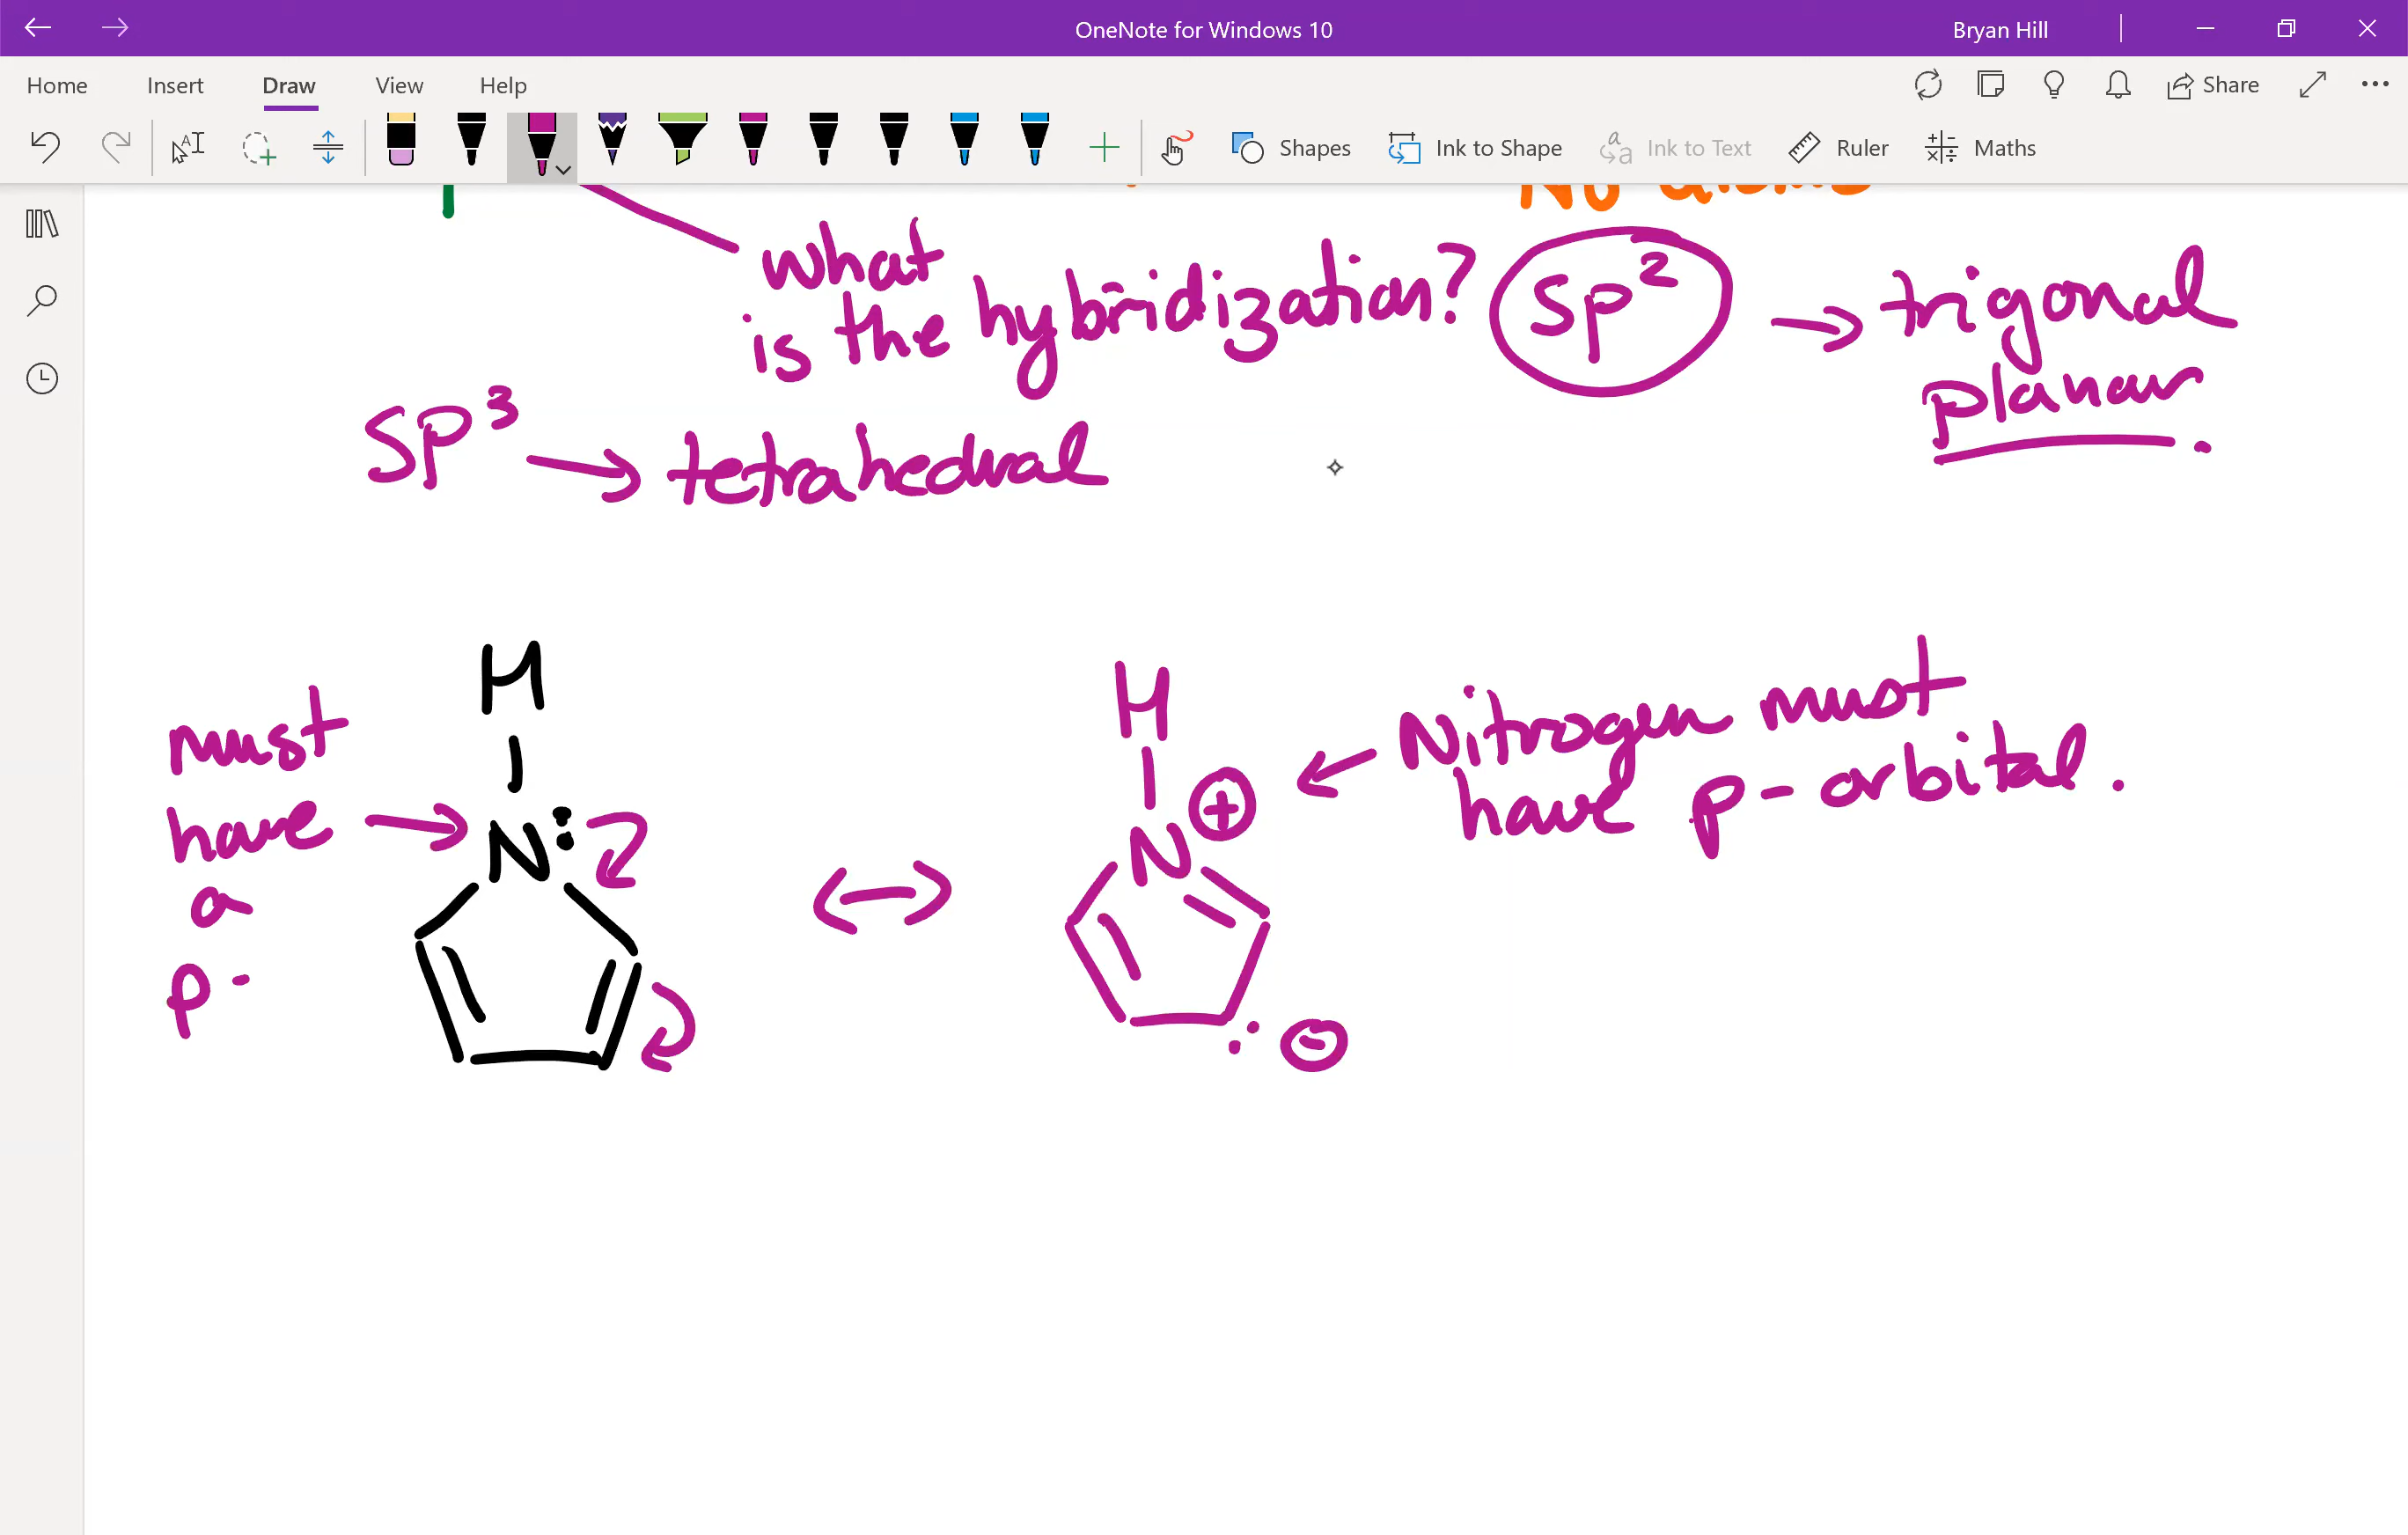 OneNote for Windows 10
Bryan Hill
Home Insert Draw View Help
Share
Shapes Ink to Shape Ink to Text Ruler Maths
No
what
is the hybridization? sp² → trigonal
planar.
sp³ → tetrahedral
H
N:
must
have →
a
p-
↔
H
N ⊕
: ⊖
← Nitrogen must
have p-orbital.